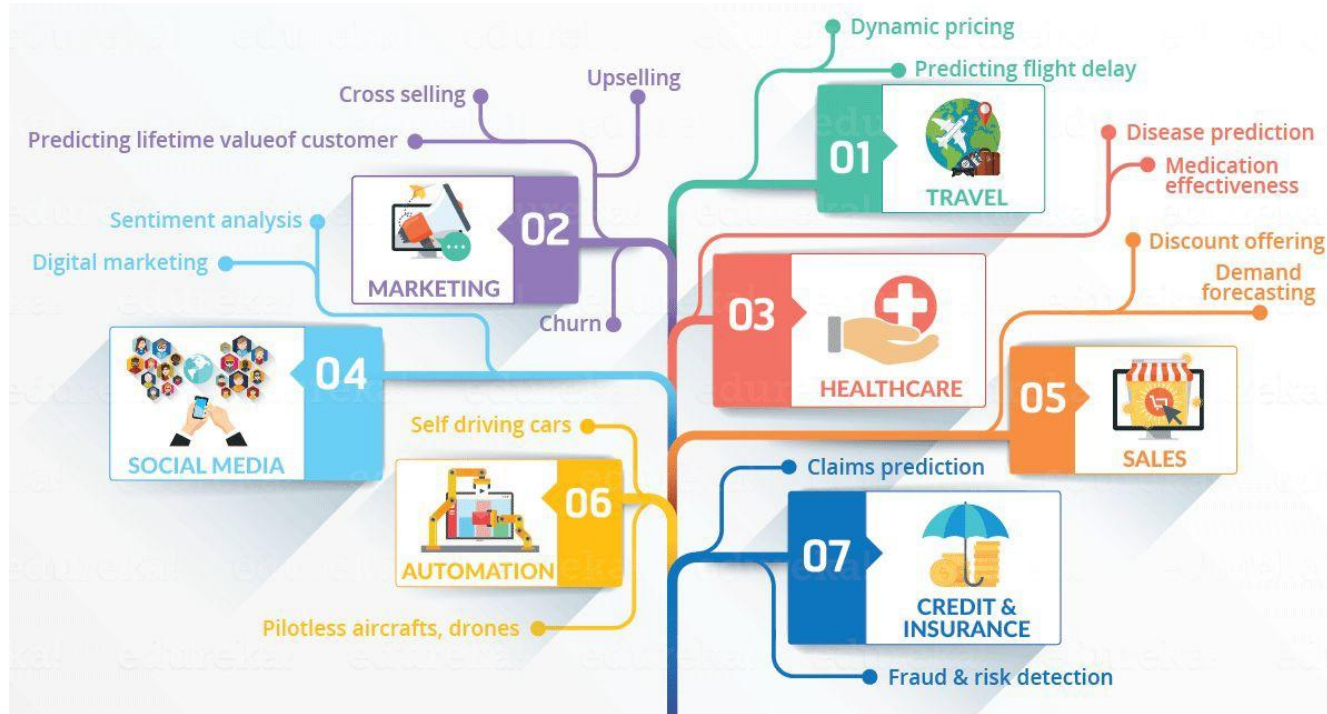 Dynamic pricing
Predicting flight delay
01
TRAVEL
Upselling
Cross selling
Predicting lifetime valueof customer
02
MARKETING
Churn
Disease prediction
Medication
effectiveness
03
HEALTHCARE
Sentiment analysis
Digital marketing
04
SOCIAL MEDIA
Discount offering
Demand
forecasting
05
SALES
Self driving cars
06
AUTOMATION
Pilotless aircrafts, drones
Claims prediction
07
CREDIT &
INSURANCE
Fraud & risk detection
edureka!